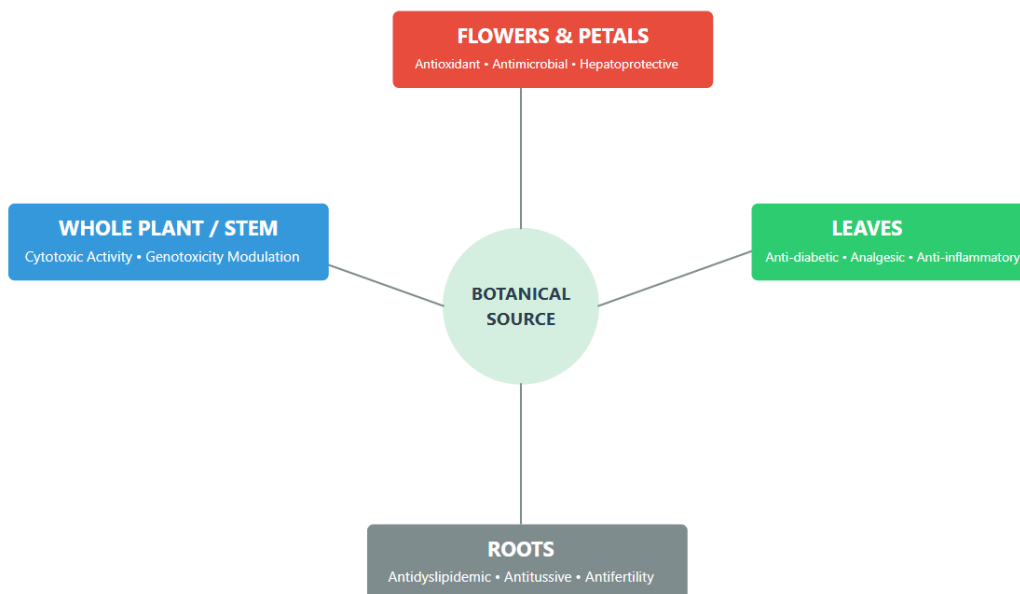 FLOWERS & PETALS
Antioxidant • Antimicrobial • Hepatoprotective
WHOLE PLANT / STEM
Cytotoxic Activity • Genotoxicity Modulation
LEAVES
Anti-diabetic • Analgesic • Anti-inflammatory
BOTANICAL
SOURCE
ROOTS
Antidyslipidemic • Antitussive • Antifertility